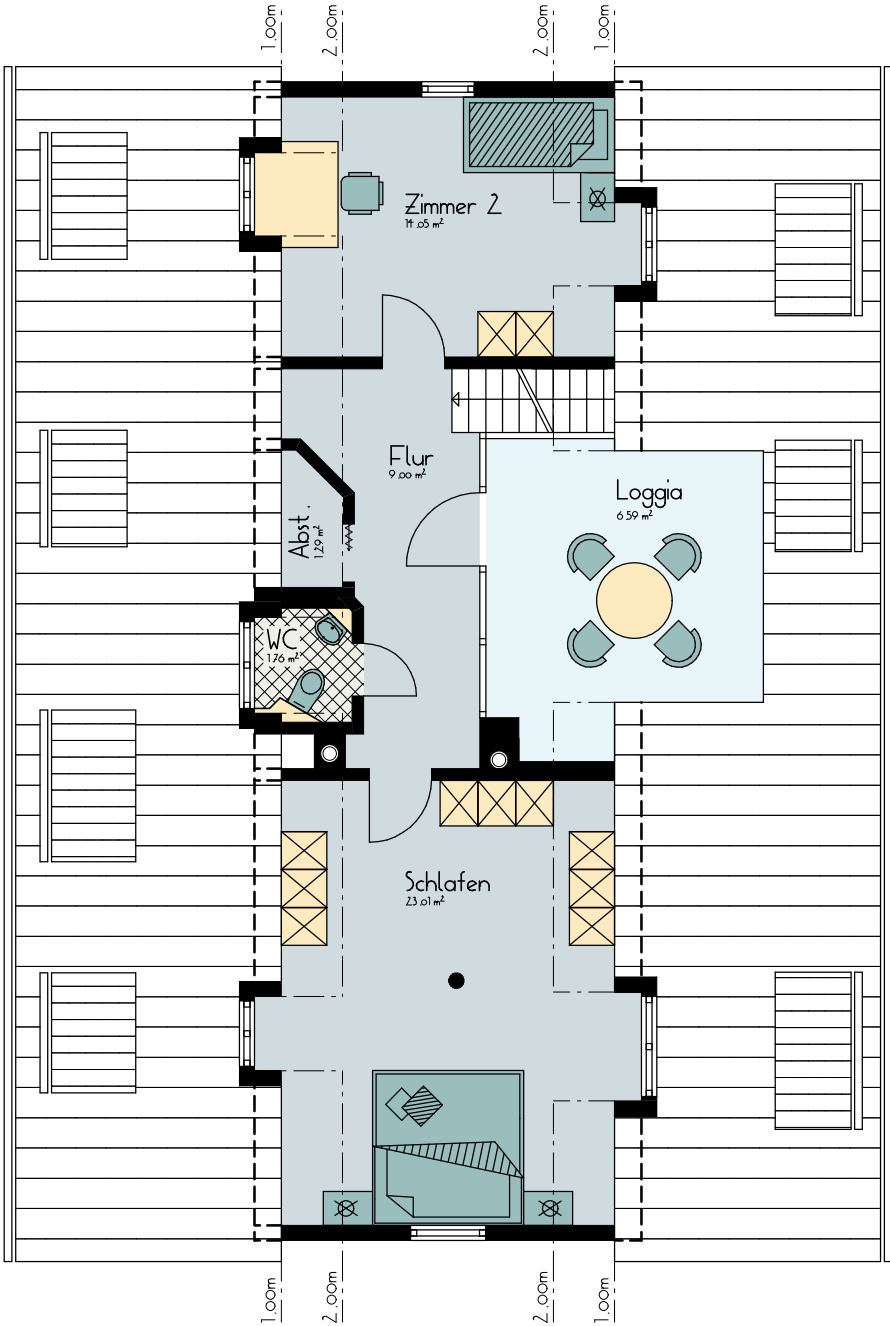 1.00m
2.00m
2.00m
1.00m
Zimmer 2
14.05 m²
Flur
9.00 m²
Loggia
6.59 m²
Abst.
1.29 m²
WC
1.76 m²
Schlafen
23.01 m²
1.00m
2.00m
2.00m
1.00m